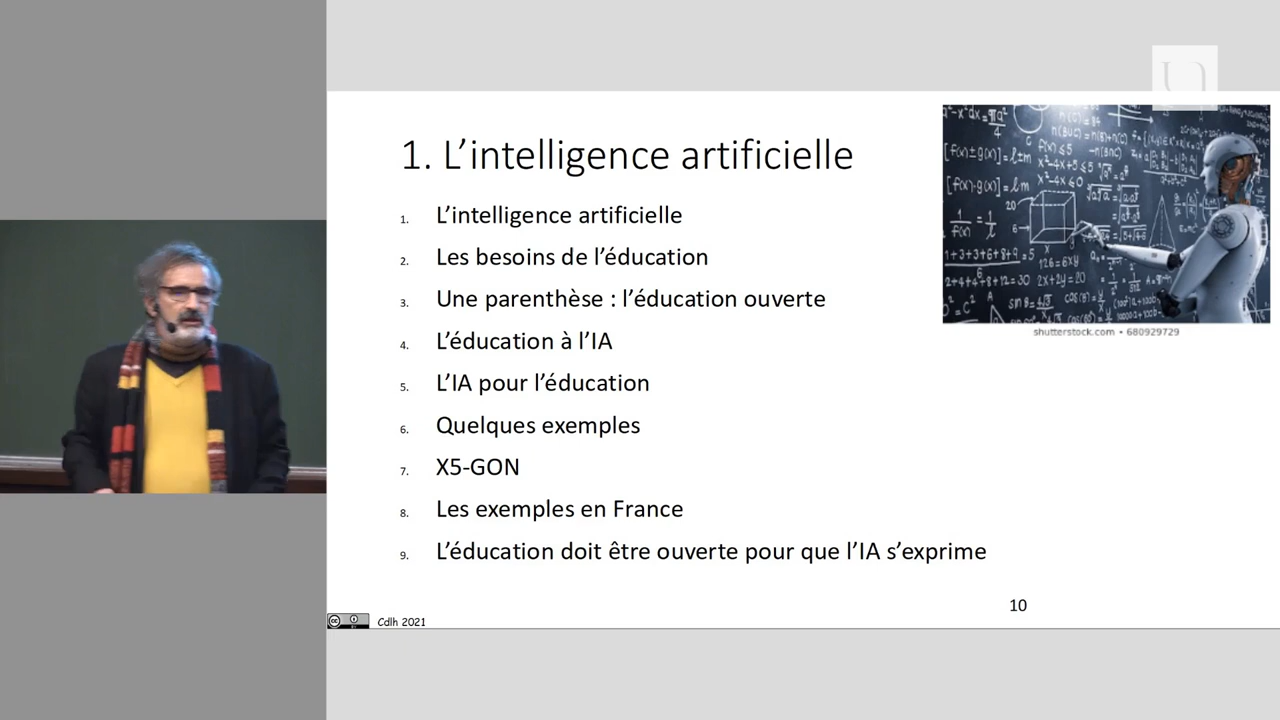 1. L’intelligence artificielle
1. L’intelligence artificielle
2. Les besoins de l’éducation
3. Une parenthèse : l’éducation ouverte
4. L’éducation à l’IA
5. L’IA pour l’éducation
6. Quelques exemples
7. X5-GON
8. Les exemples en France
9. L’éducation doit être ouverte pour que l’IA s’exprime
shutterstock.com • 680929729
10
cc
Cdlh 2021